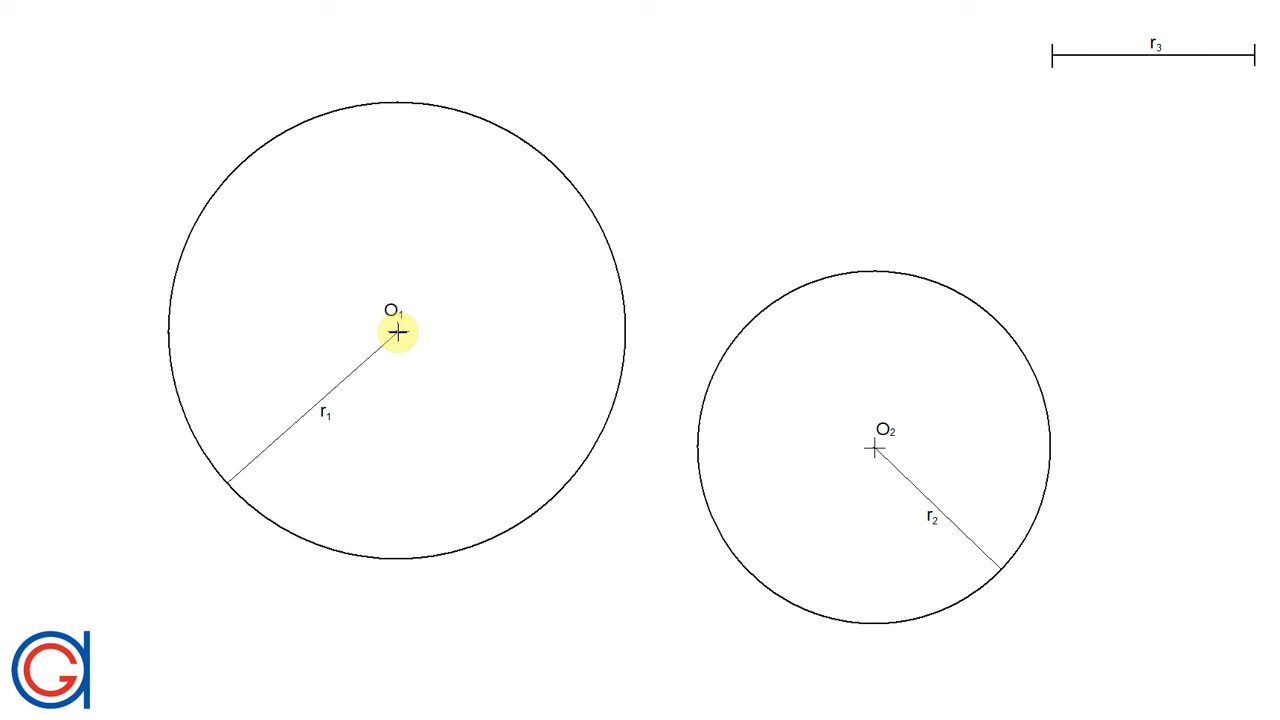 r₃
O₁
r₁
O₂
r₂